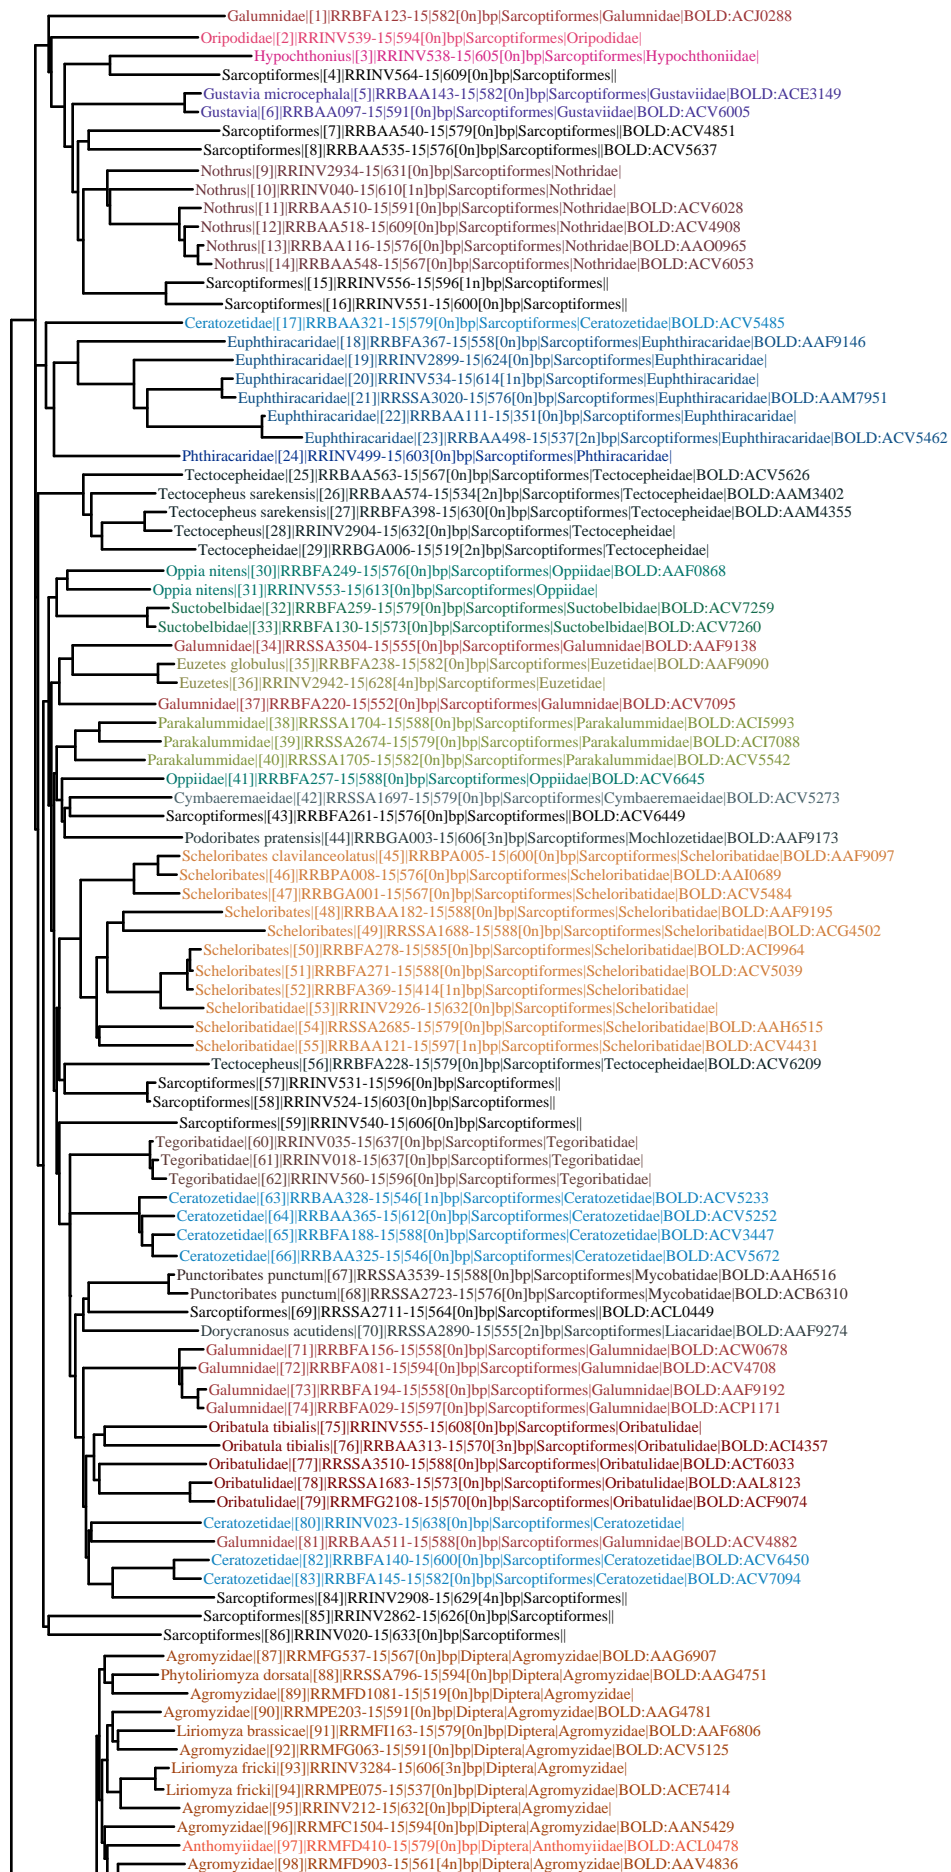 Galumnidae|[1]|RRBFA123-15|582[0n]bp|Sarcoptiformes|Galumnidae|BOLD:ACJ0288
Oripodidae|[2]|RRINV539-15|594[0n]bp|Sarcoptiformes|Oripodidae|
Hypochthonius|[3]|RRINV538-15|605[0n]bp|Sarcoptiformes|Hypochthoniidae|
Sarcoptiformes|[4]|RRINV564-15|609[0n]bp|Sarcoptiformes||
Gustavia microcephala|[5]|RRBAA143-15|582[0n]bp|Sarcoptiformes|Gustaviidae|BOLD:ACE3149
Gustavia|[6]|RRBAA097-15|591[0n]bp|Sarcoptiformes|Gustaviidae|BOLD:ACV6005
Sarcoptiformes|[7]|RRBAA540-15|579[0n]bp|Sarcoptiformes||BOLD:ACV4851
Sarcoptiformes|[8]|RRBAA535-15|576[0n]bp|Sarcoptiformes||BOLD:ACV5637
Nothrus|[9]|RRINV2934-15|631[0n]bp|Sarcoptiformes|Nothridae|
Nothrus|[10]|RRINV040-15|610[1n]bp|Sarcoptiformes|Nothridae|
Nothrus|[11]|RRBAA510-15|591[0n]bp|Sarcoptiformes|Nothridae|BOLD:ACV6028
Nothrus|[12]|RRBAA518-15|609[0n]bp|Sarcoptiformes|Nothridae|BOLD:ACV4908
Nothrus|[13]|RRBAA116-15|576[0n]bp|Sarcoptiformes|Nothridae|BOLD:AAO0965
Nothrus|[14]|RRBAA548-15|567[0n]bp|Sarcoptiformes|Nothridae|BOLD:ACV6053
Sarcoptiformes|[15]|RRINV556-15|596[1n]bp|Sarcoptiformes||
Sarcoptiformes|[16]|RRINV551-15|600[0n]bp|Sarcoptiformes||
Ceratozetidae|[17]|RRBAA321-15|579[0n]bp|Sarcoptiformes|Ceratozetidae|BOLD:ACV5485
Euphthiracaridae|[18]|RRBFA367-15|558[0n]bp|Sarcoptiformes|Euphthiracaridae|BOLD:AAF9146
Euphthiracaridae|[19]|RRINV2899-15|624[0n]bp|Sarcoptiformes|Euphthiracaridae|
Euphthiracaridae|[20]|RRINV534-15|614[1n]bp|Sarcoptiformes|Euphthiracaridae|
Euphthiracaridae|[21]|RRSSA3020-15|576[0n]bp|Sarcoptiformes|Euphthiracaridae|BOLD:AAM7951
Euphthiracaridae|[22]|RRBAA111-15|351[0n]bp|Sarcoptiformes|Euphthiracaridae|
Euphthiracaridae|[23]|RRBAA498-15|537[2n]bp|Sarcoptiformes|Euphthiracaridae|BOLD:ACV5462
Phthiracaridae|[24]|RRINV499-15|603[0n]bp|Sarcoptiformes|Phthiracaridae|
Tectocepheidae|[25]|RRBAA563-15|567[0n]bp|Sarcoptiformes|Tectocepheidae|BOLD:ACV5626
Tectocepheus sarekensis|[26]|RRBAA574-15|534[2n]bp|Sarcoptiformes|Tectocepheidae|BOLD:AAM3402
Tectocepheus sarekensis|[27]|RRBFA398-15|630[0n]bp|Sarcoptiformes|Tectocepheidae|BOLD:AAM4355
Tectocepheus|[28]|RRINV2904-15|632[0n]bp|Sarcoptiformes|Tectocepheidae|
Tectocepheidae|[29]|RRBGA006-15|519[2n]bp|Sarcoptiformes|Tectocepheidae|
Oppia nitens|[30]|RRBFA249-15|576[0n]bp|Sarcoptiformes|Oppiidae|BOLD:AAF0868
Oppia nitens|[31]|RRINV553-15|613[0n]bp|Sarcoptiformes|Oppiidae|
Suctobelbidae|[32]|RRBFA259-15|579[0n]bp|Sarcoptiformes|Suctobelbidae|BOLD:ACV7259
Suctobelbidae|[33]|RRBFA130-15|573[0n]bp|Sarcoptiformes|Suctobelbidae|BOLD:ACV7260
Galumnidae|[34]|RRSSA3504-15|555[0n]bp|Sarcoptiformes|Galumnidae|BOLD:AAF9138
Euzetes globulus|[35]|RRBFA238-15|582[0n]bp|Sarcoptiformes|Euzetidae|BOLD:AAF9090
Euzetes|[36]|RRINV2942-15|628[4n]bp|Sarcoptiformes|Euzetidae|
Galumnidae|[37]|RRBFA220-15|552[0n]bp|Sarcoptiformes|Galumnidae|BOLD:ACV7095
Parakalummidae|[38]|RRSSA1704-15|588[0n]bp|Sarcoptiformes|Parakalummidae|BOLD:ACI5993
Parakalummidae|[39]|RRSSA2674-15|579[0n]bp|Sarcoptiformes|Parakalummidae|BOLD:ACI7088
Parakalummidae|[40]|RRSSA1705-15|582[0n]bp|Sarcoptiformes|Parakalummidae|BOLD:ACV5542
Oppiidae|[41]|RRBFA257-15|588[0n]bp|Sarcoptiformes|Oppiidae|BOLD:ACV6645
Cymbaeremaeidae|[42]|RRSSA1697-15|579[0n]bp|Sarcoptiformes|Cymbaeremaeidae|BOLD:ACV5273
Sarcoptiformes|[43]|RRBFA261-15|576[0n]bp|Sarcoptiformes||BOLD:ACV6449
Podoribates pratensis|[44]|RRBGA003-15|606[3n]bp|Sarcoptiformes|Mochlozetidae|BOLD:AAF9173
Scheloribates clavilanceolatus|[45]|RRBPA005-15|600[0n]bp|Sarcoptiformes|Scheloribatidae|BOLD:AAF9097
Scheloribates|[46]|RRBPA008-15|576[0n]bp|Sarcoptiformes|Scheloribatidae|BOLD:AAI0689
Scheloribates|[47]|RRBGA001-15|567[0n]bp|Sarcoptiformes|Scheloribatidae|BOLD:ACV5484
Scheloribates|[48]|RRBAA182-15|588[0n]bp|Sarcoptiformes|Scheloribatidae|BOLD:AAF9195
Scheloribates|[49]|RRSSA1688-15|588[0n]bp|Sarcoptiformes|Scheloribatidae|BOLD:ACG4502
Scheloribates|[50]|RRBFA278-15|585[0n]bp|Sarcoptiformes|Scheloribatidae|BOLD:ACI9964
Scheloribates|[51]|RRBFA271-15|588[0n]bp|Sarcoptiformes|Scheloribatidae|BOLD:ACV5039
Scheloribates|[52]|RRBFA369-15|414[1n]bp|Sarcoptiformes|Scheloribatidae|
Scheloribatidae|[53]|RRINV2926-15|632[0n]bp|Sarcoptiformes|Scheloribatidae|
Scheloribatidae|[54]|RRSSA2685-15|579[0n]bp|Sarcoptiformes|Scheloribatidae|BOLD:AAH6515
Scheloribatidae|[55]|RRBAA121-15|597[1n]bp|Sarcoptiformes|Scheloribatidae|BOLD:ACV4431
Tectocepheus|[56]|RRBFA228-15|579[0n]bp|Sarcoptiformes|Tectocepheidae|BOLD:ACV6209
Sarcoptiformes|[57]|RRINV531-15|596[0n]bp|Sarcoptiformes||
Sarcoptiformes|[58]|RRINV524-15|603[0n]bp|Sarcoptiformes||
Sarcoptiformes|[59]|RRINV540-15|606[0n]bp|Sarcoptiformes||
Tegoribatidae|[60]|RRINV035-15|637[0n]bp|Sarcoptiformes|Tegoribatidae|
Tegoribatidae|[61]|RRINV018-15|637[0n]bp|Sarcoptiformes|Tegoribatidae|
Tegoribatidae|[62]|RRINV560-15|596[0n]bp|Sarcoptiformes|Tegoribatidae|
Ceratozetidae|[63]|RRBAA328-15|546[1n]bp|Sarcoptiformes|Ceratozetidae|BOLD:ACV5233
Ceratozetidae|[64]|RRBAA365-15|612[0n]bp|Sarcoptiformes|Ceratozetidae|BOLD:ACV5252
Ceratozetidae|[65]|RRBFA188-15|588[0n]bp|Sarcoptiformes|Ceratozetidae|BOLD:ACV3447
Ceratozetidae|[66]|RRBAA325-15|546[0n]bp|Sarcoptiformes|Ceratozetidae|BOLD:ACV5672
Punctoribates punctum|[67]|RRSSA3539-15|588[0n]bp|Sarcoptiformes|Mycobatidae|BOLD:AAH6516
Punctoribates punctum|[68]|RRSSA2723-15|576[0n]bp|Sarcoptiformes|Mycobatidae|BOLD:ACB6310
Sarcoptiformes|[69]|RRSSA2711-15|564[0n]bp|Sarcoptiformes||BOLD:ACL0449
Dorycranosus acutidens|[70]|RRSSA2890-15|555[2n]bp|Sarcoptiformes|Liacaridae|BOLD:AAF9274
Galumnidae|[71]|RRBFA156-15|558[0n]bp|Sarcoptiformes|Galumnidae|BOLD:ACW0678
Galumnidae|[72]|RRBFA081-15|594[0n]bp|Sarcoptiformes|Galumnidae|BOLD:ACV4708
Galumnidae|[73]|RRBFA194-15|558[0n]bp|Sarcoptiformes|Galumnidae|BOLD:AAF9192
Galumnidae|[74]|RRBFA029-15|597[0n]bp|Sarcoptiformes|Galumnidae|BOLD:ACP1171
Oribatula tibialis|[75]|RRINV555-15|608[0n]bp|Sarcoptiformes|Oribatulidae|
Oribatula tibialis|[76]|RRBAA313-15|570[3n]bp|Sarcoptiformes|Oribatulidae|BOLD:ACI4357
Oribatulidae|[77]|RRSSA3510-15|588[0n]bp|Sarcoptiformes|Oribatulidae|BOLD:ACT6033
Oribatulidae|[78]|RRSSA1683-15|573[0n]bp|Sarcoptiformes|Oribatulidae|BOLD:AAL8123
Oribatulidae|[79]|RRMFG2108-15|570[0n]bp|Sarcoptiformes|Oribatulidae|BOLD:ACF9074
Ceratozetidae|[80]|RRINV023-15|638[0n]bp|Sarcoptiformes|Ceratozetidae|
Galumnidae|[81]|RRBAA511-15|588[0n]bp|Sarcoptiformes|Galumnidae|BOLD:ACV4882
Ceratozetidae|[82]|RRBFA140-15|600[0n]bp|Sarcoptiformes|Ceratozetidae|BOLD:ACV6450
Ceratozetidae|[83]|RRBFA145-15|582[0n]bp|Sarcoptiformes|Ceratozetidae|BOLD:ACV7094
Sarcoptiformes|[84]|RRINV2908-15|629[4n]bp|Sarcoptiformes||
Sarcoptiformes|[85]|RRINV2862-15|626[0n]bp|Sarcoptiformes||
Sarcoptiformes|[86]|RRINV020-15|633[0n]bp|Sarcoptiformes||
Agromyzidae|[87]|RRMFG537-15|567[0n]bp|Diptera|Agromyzidae|BOLD:AAG6907
Phytoliriomyza dorsata|[88]|RRSSA796-15|594[0n]bp|Diptera|Agromyzidae|BOLD:AAG4751
Agromyzidae|[89]|RRMFD1081-15|519[0n]bp|Diptera|Agromyzidae|
Agromyzidae|[90]|RRMPE203-15|591[0n]bp|Diptera|Agromyzidae|BOLD:AAG4781
Liriomyza brassicae|[91]|RRMFI163-15|579[0n]bp|Diptera|Agromyzidae|BOLD:AAF6806
Agromyzidae|[92]|RRMFG063-15|591[0n]bp|Diptera|Agromyzidae|BOLD:ACV5125
Liriomyza fricki|[93]|RRINV3284-15|606[3n]bp|Diptera|Agromyzidae|
Liriomyza fricki|[94]|RRMPE075-15|537[0n]bp|Diptera|Agromyzidae|BOLD:ACE7414
Agromyzidae|[95]|RRINV212-15|632[0n]bp|Diptera|Agromyzidae|
Agromyzidae|[96]|RRMFC1504-15|594[0n]bp|Diptera|Agromyzidae|BOLD:AAN5429
Anthomyiidae|[97]|RRMFD410-15|579[0n]bp|Diptera|Anthomyiidae|BOLD:ACL0478
Agromyzidae|[98]|RRMFD903-15|561[4n]bp|Diptera|Agromyzidae|BOLD:AAV4836